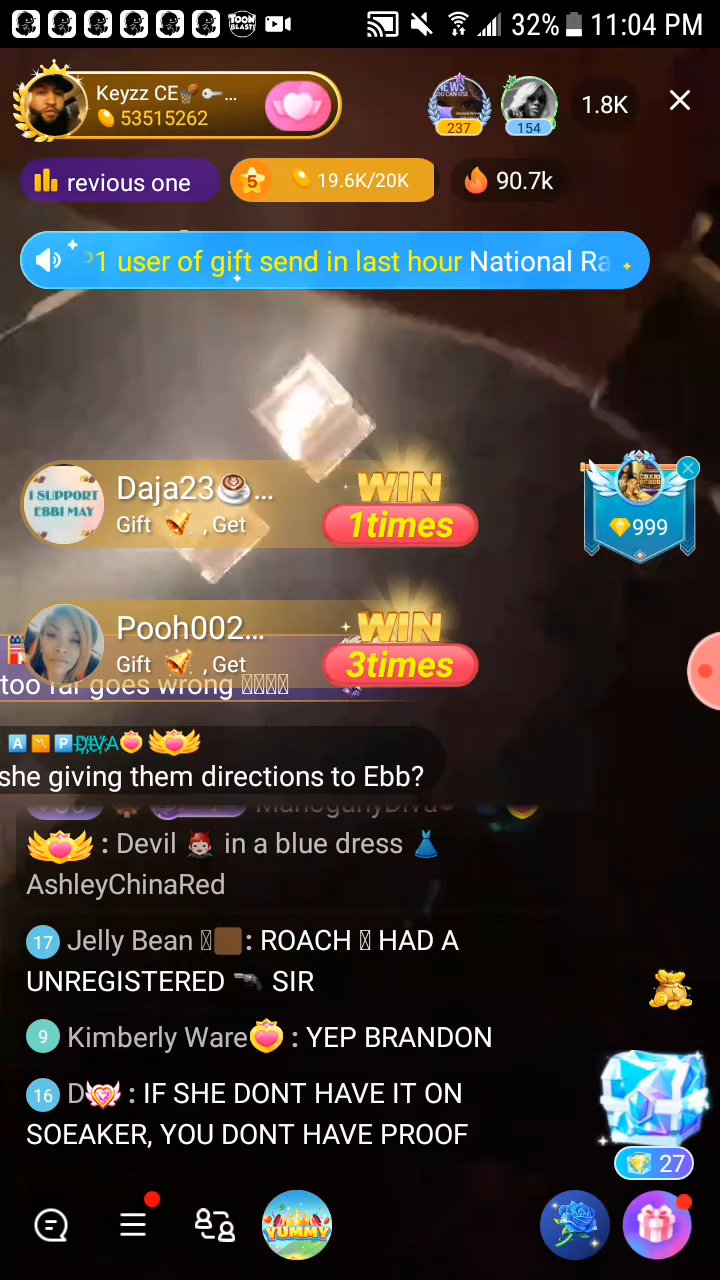 TOON BLAST
32% 11:04 PM
Keyzz CE🏀🗝...
53515262
237
154
1.8K
revious one
5
19.6K/20K
90.7k
1 user of gift send in last hour National Ra
I SUPPORT
EBBI MAY
Daja23☕...
Gift , Get
WIN
1times
999
Pooh002...
Gift , Get
WIN
3times
too far goes wrong
🅰 🅿 DIVA
she giving them directions to Ebb?
MahoganyDiva
: Devil 👩‍🦰 in a blue dress 👗
AshleyChinaRed
17 Jelly Bean : ROACH HAD A
UNREGISTERED 🔫 SIR
9 Kimberly Ware : YEP BRANDON
16 D : IF SHE DONT HAVE IT ON
SOEAKER, YOU DONT HAVE PROOF
27
YUMMY